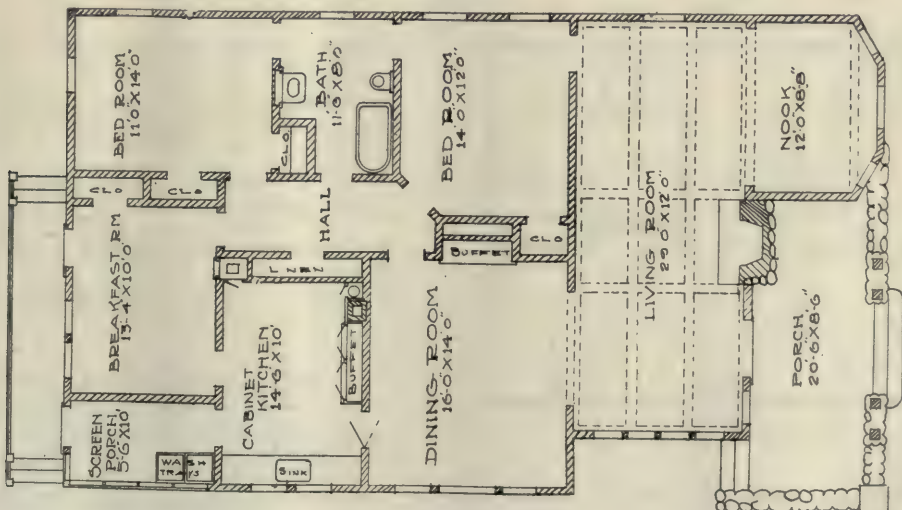 BED ROOM
11'0"X14'0"
CLO
CLO
BREAKFAST RM
13'-4"X10'0"
SCREEN
PORCH
5'6"X10'
WASH
TRAYS
BATH
11'-6"X8'0"
CLO.
HALL
LINEN
CABINET
KITCHEN
14'-6"X10'
BUFFET
SINK
BED ROOM
14'0"X12'0"
BUFFET
CLO
DINING ROOM
16'-0"X14'-0"
LIVING ROOM
29'-0"X12'0"
NOOK
12'0"X8'8"
PORCH
20'-6"X8'6"